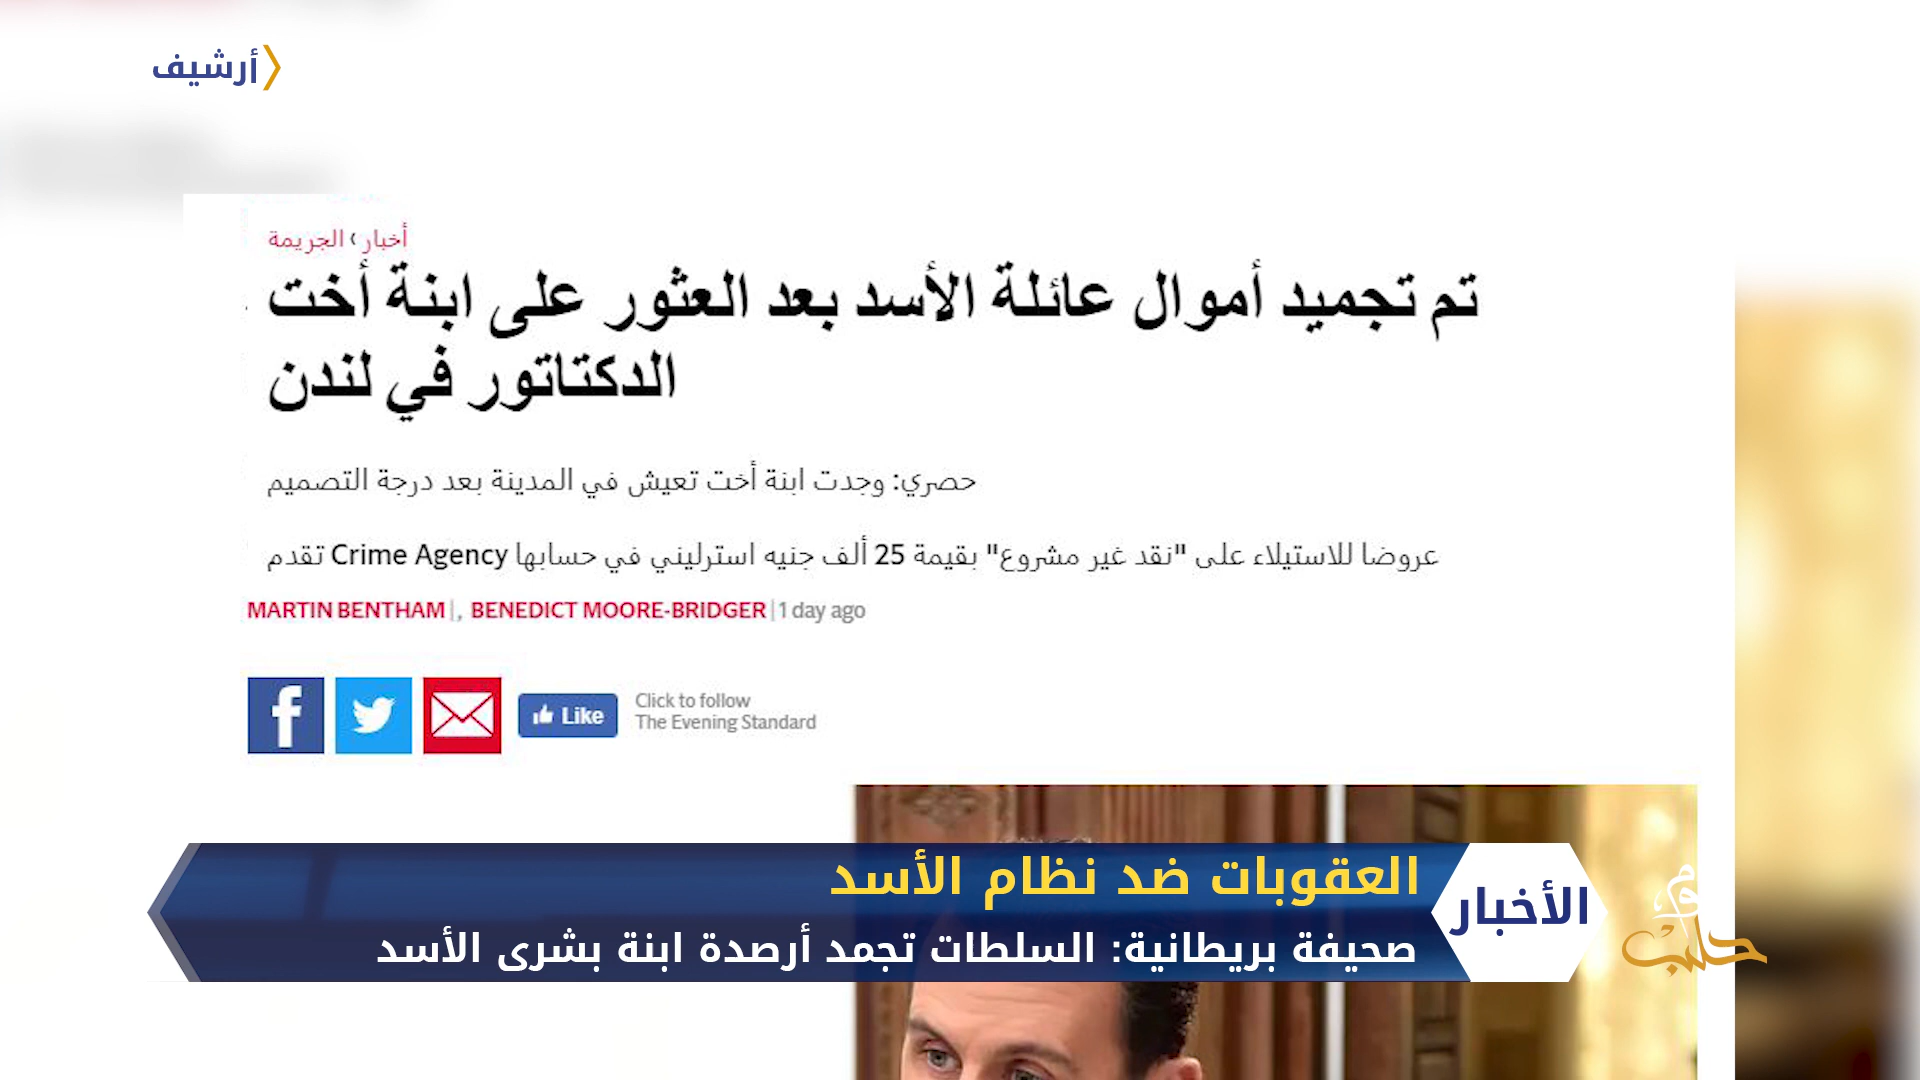 أرشيف
أخبار › الجريمة
تم تجميد أموال عائلة الأسد بعد العثور على ابنة أخت
الدكتاتور في لندن
حصري: وجدت ابنة أخت تعيش في المدينة بعد درجة التصميم
عروضا للاستيلاء على "نقد غير مشروع" بقيمة 25 ألف جنيه استرليني في حسابها Crime Agency تقدم
MARTIN BENTHAM |, BENEDICT MOORE-BRIDGER | 1 day ago
f
Like
Click to follow
The Evening Standard
العقوبات ضد نظام الأسد
الأخبار
صحيفة بريطانية: السلطات تجمد أرصدة ابنة بشرى الأسد
حلب